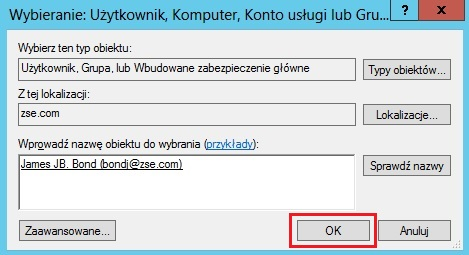 Wybieranie: Użytkownik, Komputer, Konto usługi lub Gru...
?
x
Wybierz ten typ obiektu:
Użytkownik, Grupa, lub Wbudowane zabezpieczenie główne
Typy obiektów...
Z tej lokalizacji:
zse.com
Lokalizacje...
Wprowadź nazwę obiektu do wybrania (przykłady):
James JB. Bond (bondj@zse.com)
Sprawdź nazwy
Zaawansowane...
OK
Anuluj